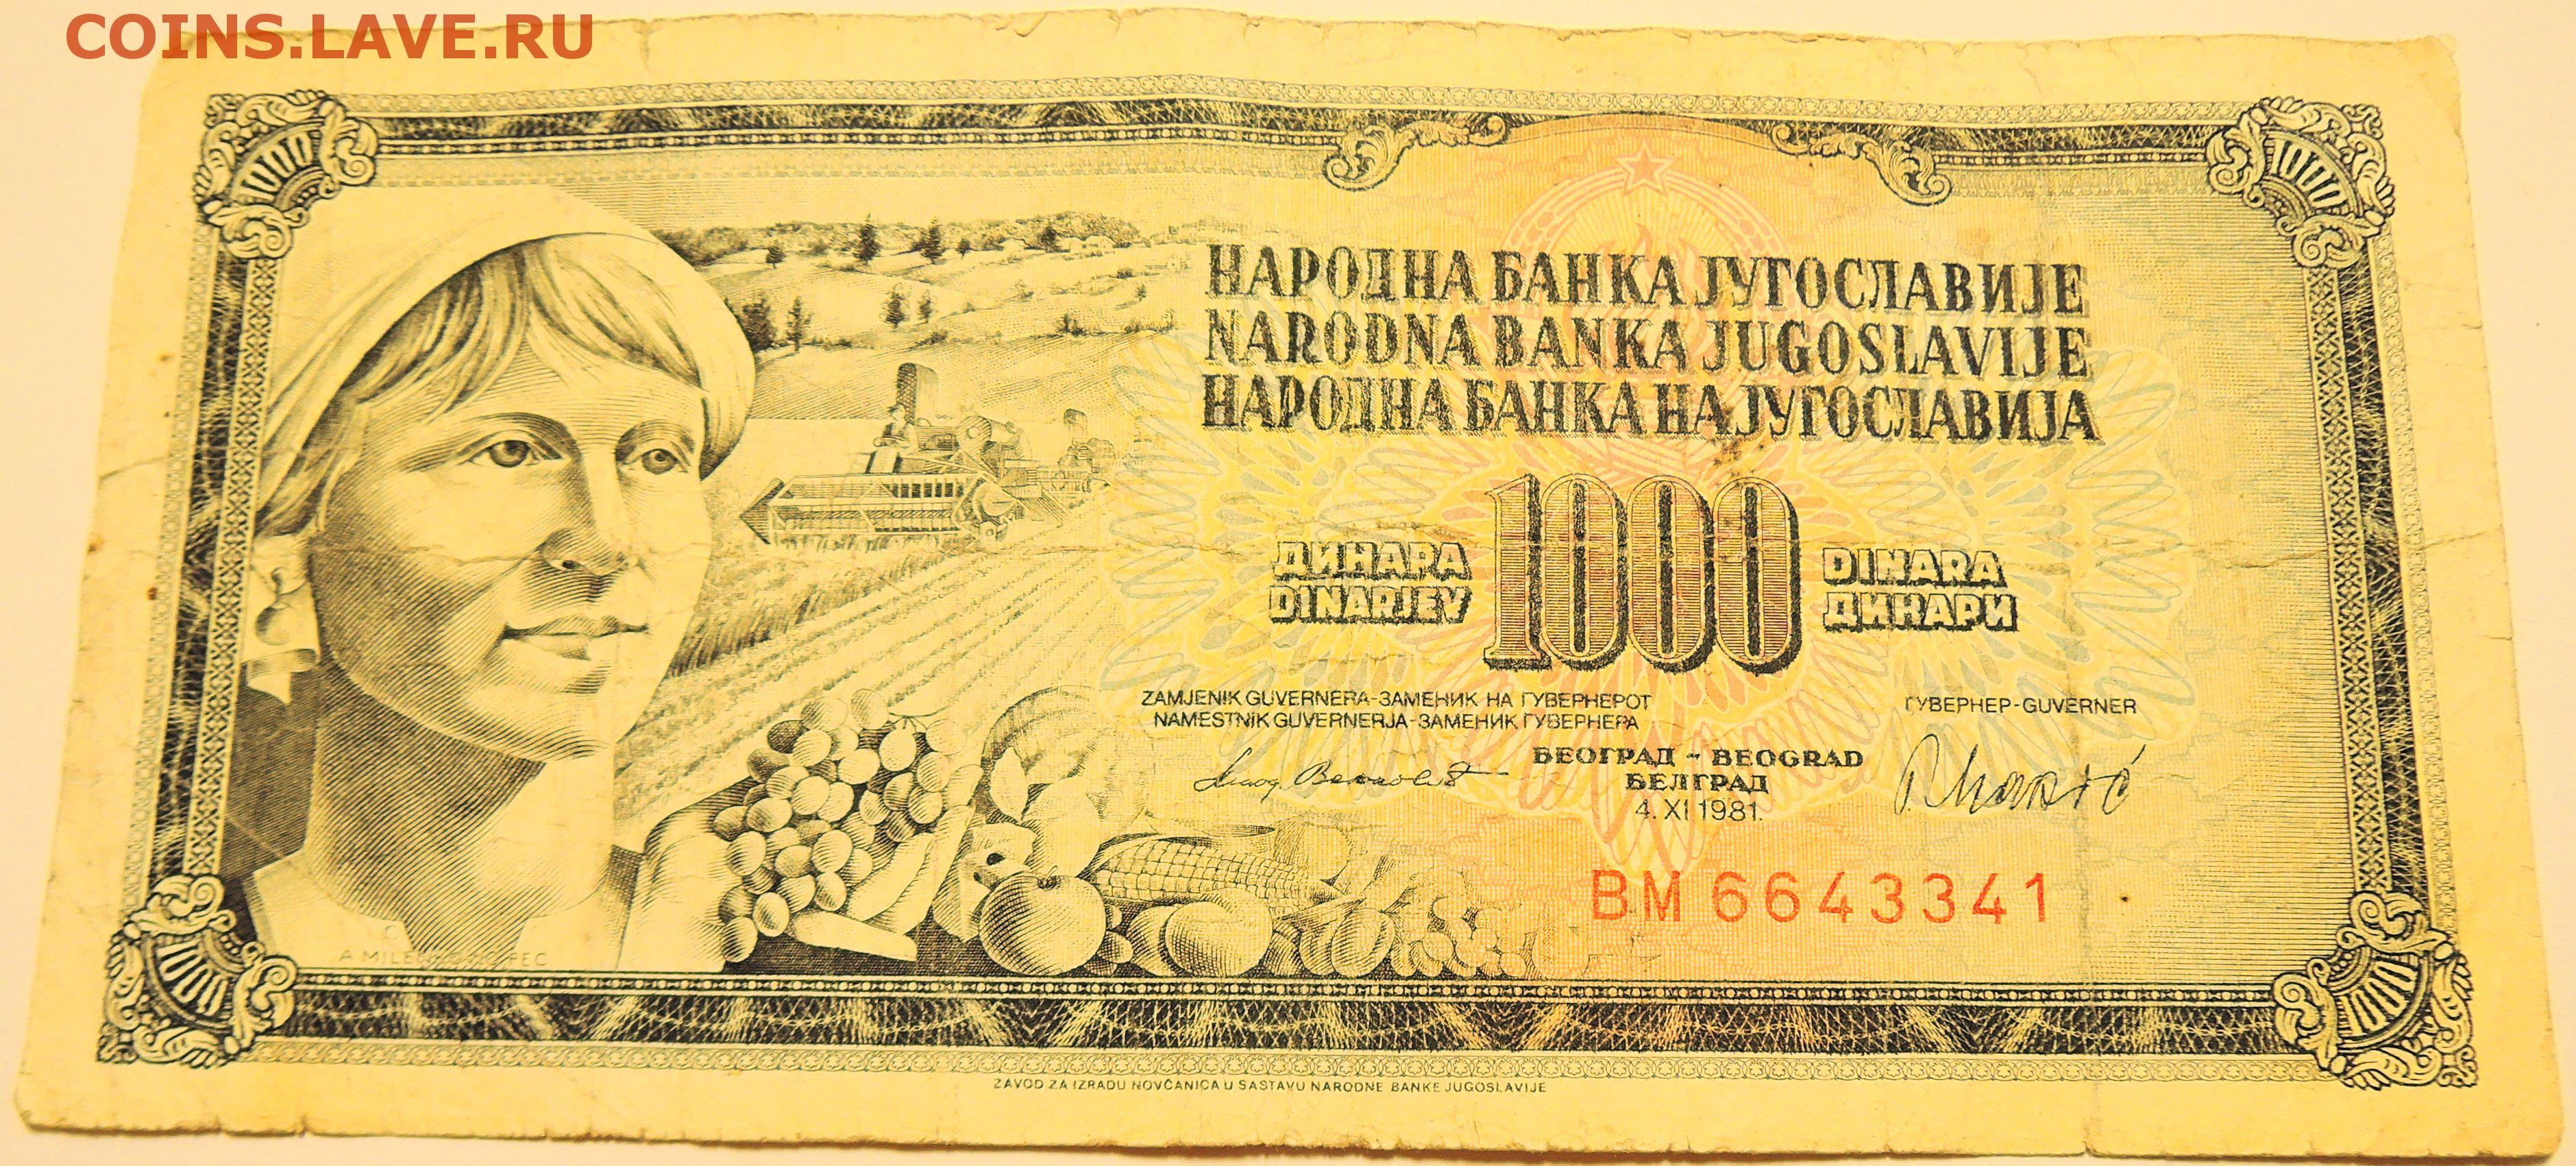 COINS.LAVE.RU
НАРОДНА БАНКА ЈУГОСЛАВИЈЕ
NARODNA BANKA JUGOSLAVIJE
НАРОДНА БАНКА НА ЈУГОСЛАВИЈА
ДИНАРА
DINARJEV
1000
DINARA
ДИНАРИ
ZAMJENIK GUVERNERA-ЗАМЕНИК НА ГУВЕРНЕРОТ
NAMESTNIK GUVERNERJA-ЗАМЕНИК ГУВЕРНЕРА
ГУВЕРНЕР-GUVERNER
БЕОГРАД - BEOGRAD
БЕЛГРАД
4. XI 1981.
BM 6643341
ZAVOD ZA IZRADU NOVČANICA U SASTAVU NARODNE BANKE JUGOSLAVIJE